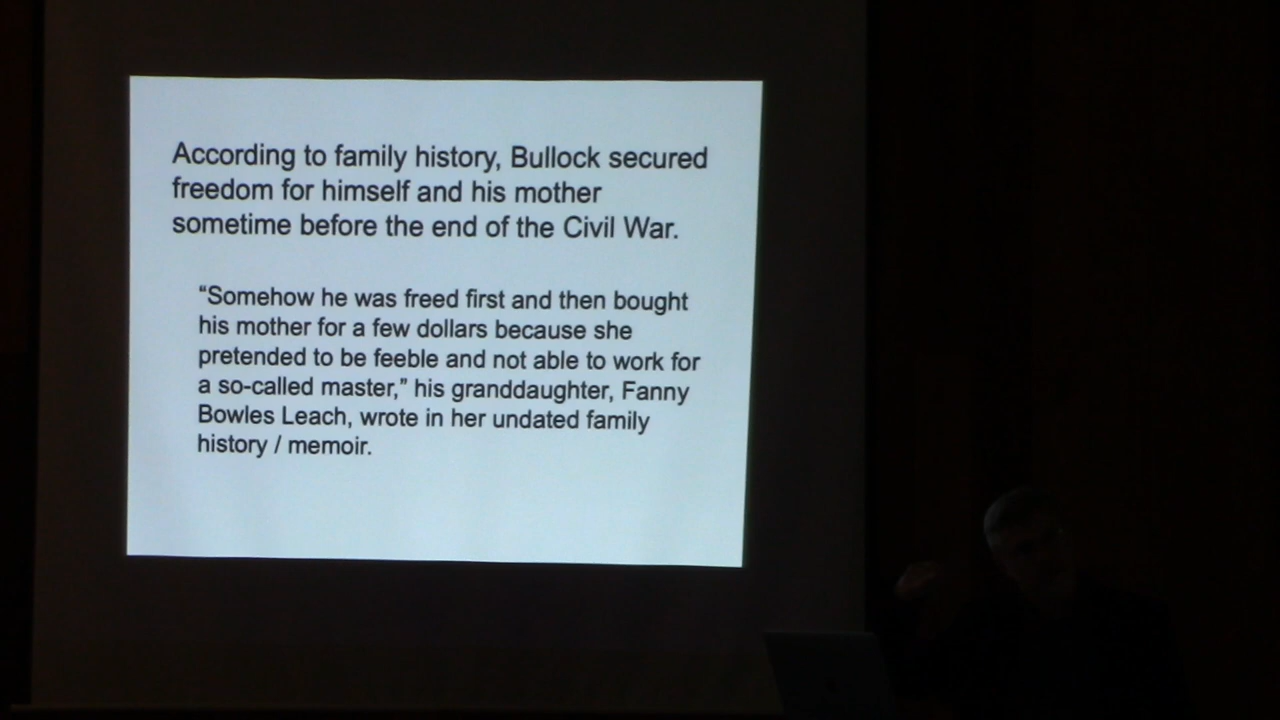 According to family history, Bullock secured
freedom for himself and his mother
sometime before the end of the Civil War.
“Somehow he was freed first and then bought
his mother for a few dollars because she
pretended to be feeble and not able to work for
a so-called master,” his granddaughter, Fanny
Bowles Leach, wrote in her undated family
history / memoir.